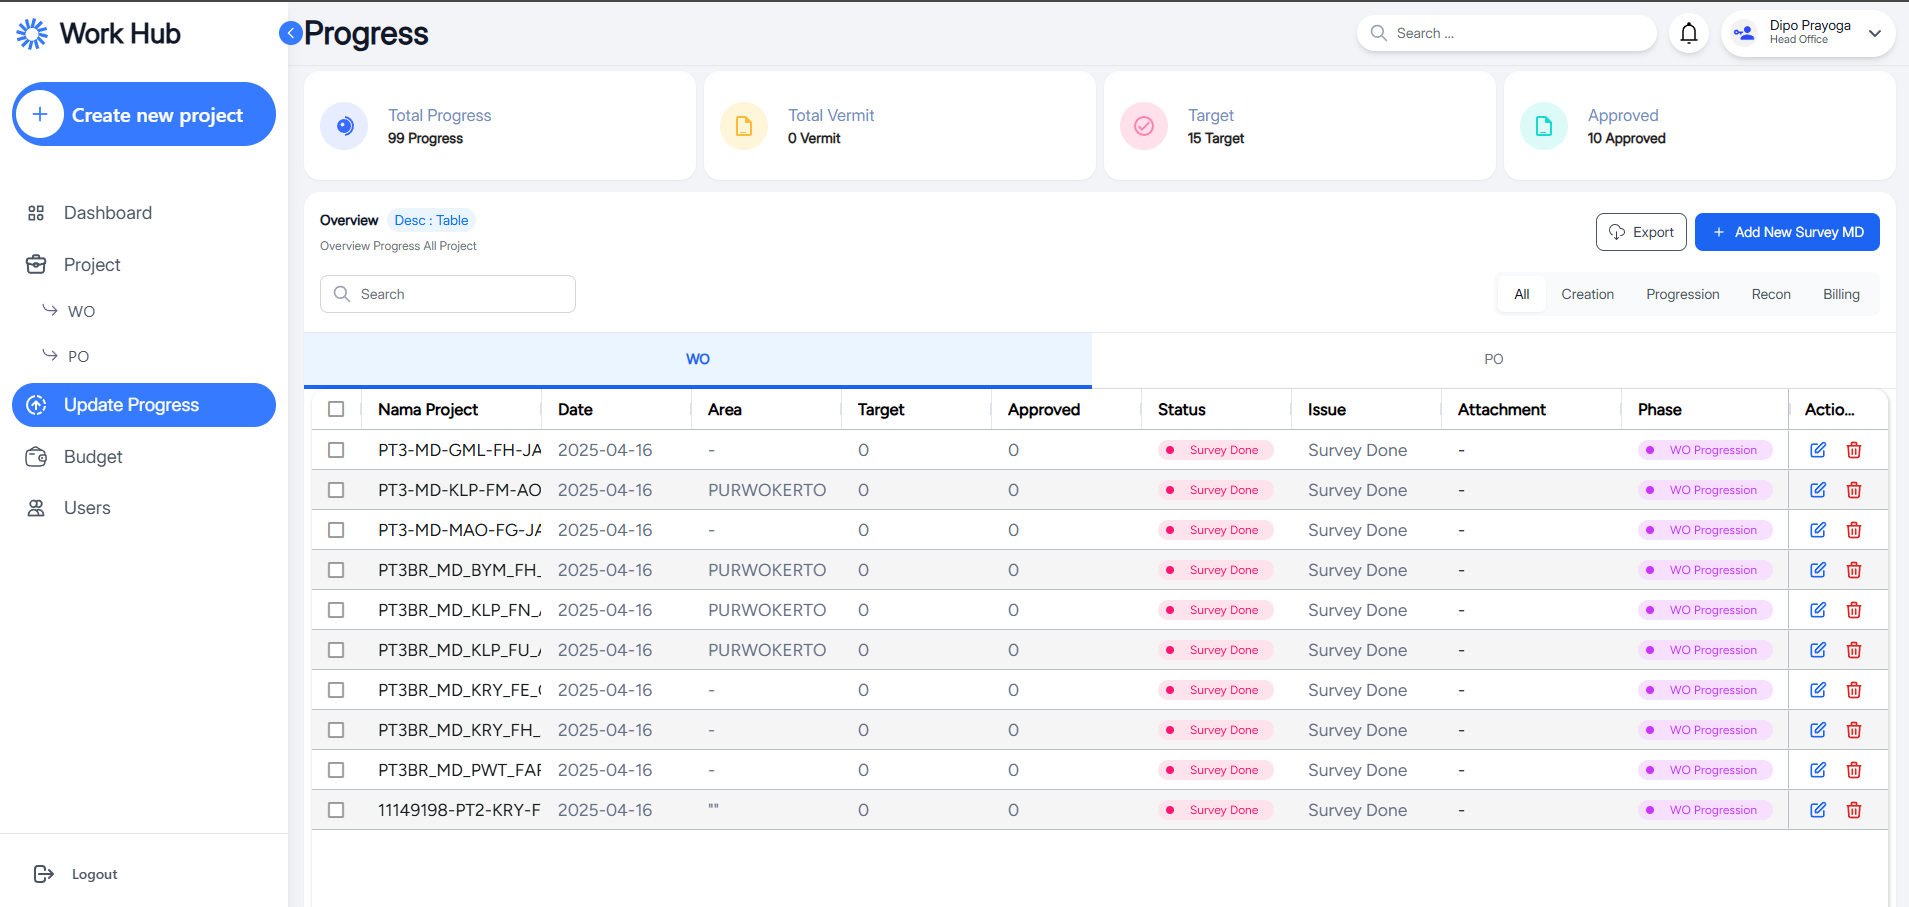 Work Hub
Create new project
Dashboard
Project
WO
PO
Update Progress
Budget
Users
Logout
Progress
Search ...
Dipo Prayoga
Head Office
Total Progress
99 Progress
Total Vermit
0 Vermit
Target
15 Target
Approved
10 Approved
Overview Desc : Table
Overview Progress All Project
Export
+ Add New Survey MD
Search
All Creation Progression Recon Billing
WO PO
Nama Project Date Area Target Approved Status Issue Attachment Phase Actio...
PT3-MD-GML-FH-JA 2025-04-16 - 0 0 Survey Done Survey Done - WO Progression
PT3-MD-KLP-FM-AO 2025-04-16 PURWOKERTO 0 0 Survey Done Survey Done - WO Progression
PT3-MD-MAO-FG-JA 2025-04-16 - 0 0 Survey Done Survey Done - WO Progression
PT3BR_MD_BYM_FH_ 2025-04-16 PURWOKERTO 0 0 Survey Done Survey Done - WO Progression
PT3BR_MD_KLP_FN_A 2025-04-16 PURWOKERTO 0 0 Survey Done Survey Done - WO Progression
PT3BR_MD_KLP_FU_A 2025-04-16 PURWOKERTO 0 0 Survey Done Survey Done - WO Progression
PT3BR_MD_KRY_FE_ 2025-04-16 - 0 0 Survey Done Survey Done - WO Progression
PT3BR_MD_KRY_FH_ 2025-04-16 - 0 0 Survey Done Survey Done - WO Progression
PT3BR_MD_PWT_FAF 2025-04-16 - 0 0 Survey Done Survey Done - WO Progression
11149198-PT2-KRY-F 2025-04-16 "" 0 0 Survey Done Survey Done - WO Progression